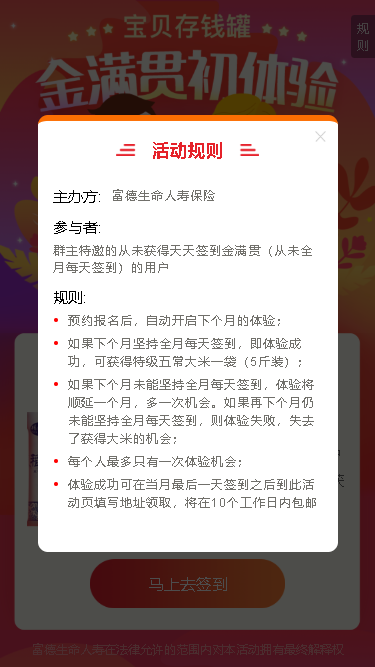 宝贝存钱罐
规
则
金满贯初体验
活动规则
主办方: 富德生命人寿保险
参与者:
群主特邀的从未获得天天签到金满贯（从未全
月每天签到）的用户
规则:
预约报名后，自动开启下个月的体验；
如果下个月坚持全月每天签到，即体验成
功，可获得特级五常大米一袋（5斤装）；
如果下个月未能坚持全月每天签到，体验将
顺延一个月，多一次机会。如果再下个月仍
未能坚持全月每天签到，则体验失败，失去
了获得大米的机会；
每个人最多只有一次体验机会；
体验成功可在当月最后一天签到之后到此活
动页填写地址领取，将在10个工作日内包邮
马上去签到
富德生命人寿在法律允许的范围内对本活动拥有最终解释权